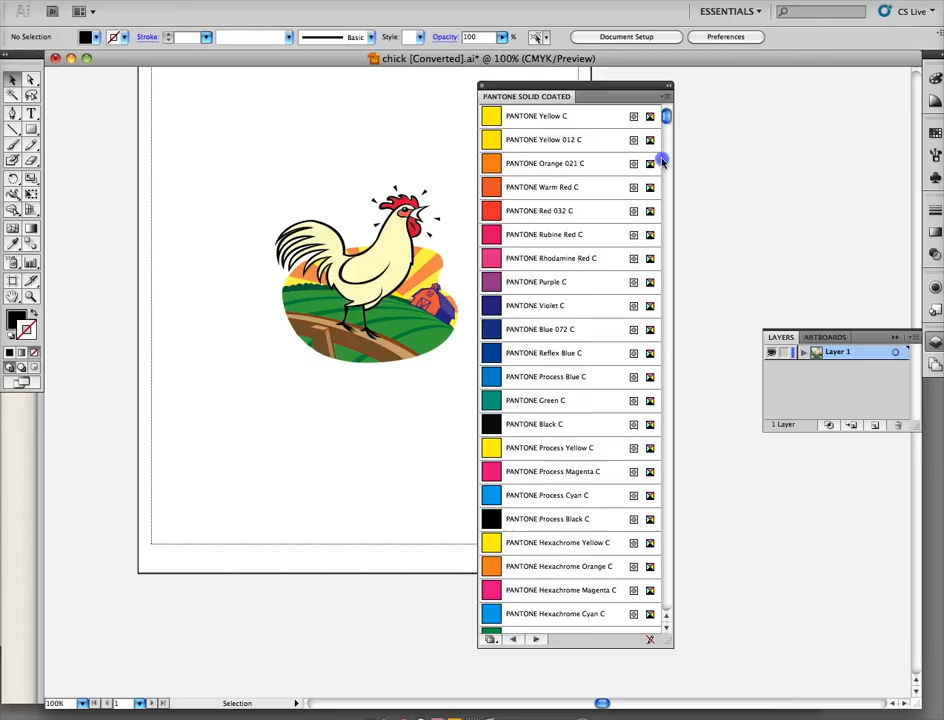 Ai Br ESSENTIALS CS Live
No Selection Stroke: Basic Style: Opacity: 100 % Document Setup Preferences
chick [Converted].ai* @ 100% (CMYK/Preview)
PANTONE SOLID COATED
PANTONE Yellow C
PANTONE Yellow 012 C
PANTONE Orange 021 C
PANTONE Warm Red C
PANTONE Red 032 C
PANTONE Rubine Red C
PANTONE Rhodamine Red C
PANTONE Purple C
PANTONE Violet C
PANTONE Blue 072 C
PANTONE Reflex Blue C
PANTONE Process Blue C
PANTONE Green C
PANTONE Black C
PANTONE Process Yellow C
PANTONE Process Magenta C
PANTONE Process Cyan C
PANTONE Process Black C
PANTONE Hexachrome Yellow C
PANTONE Hexachrome Orange C
PANTONE Hexachrome Magenta C
PANTONE Hexachrome Cyan C
LAYERS ARTBOARDS
Layer 1
1 Layer
100% 1 Selection